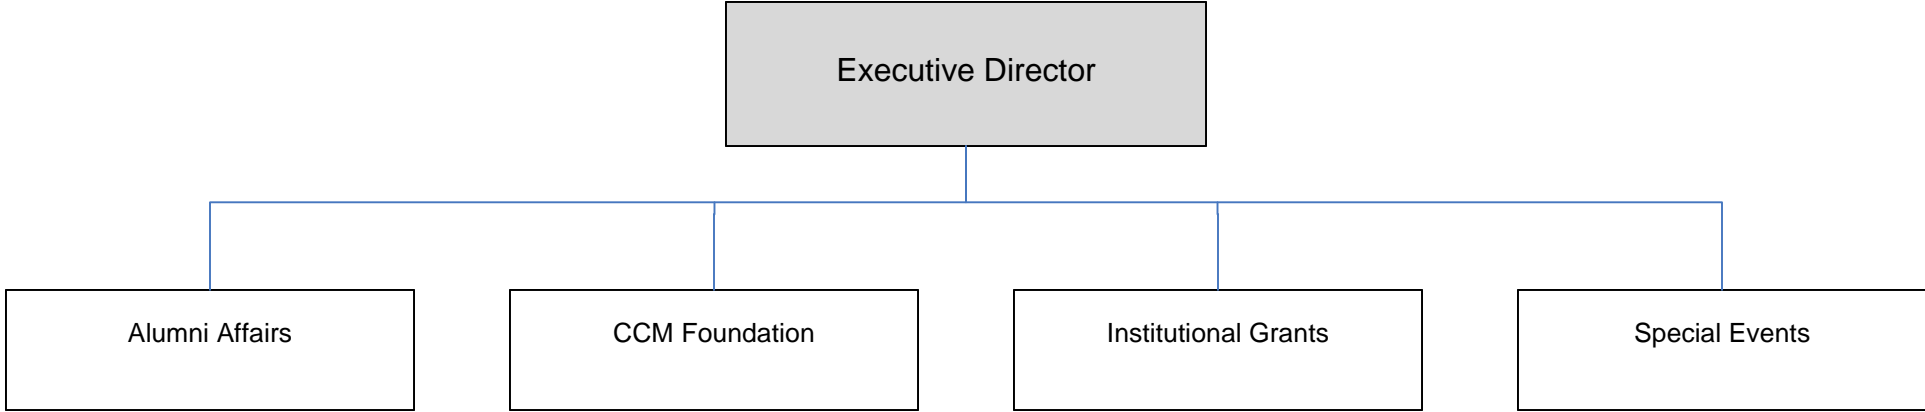 Executive Director
Alumni Affairs
CCM Foundation
Institutional Grants
Special Events